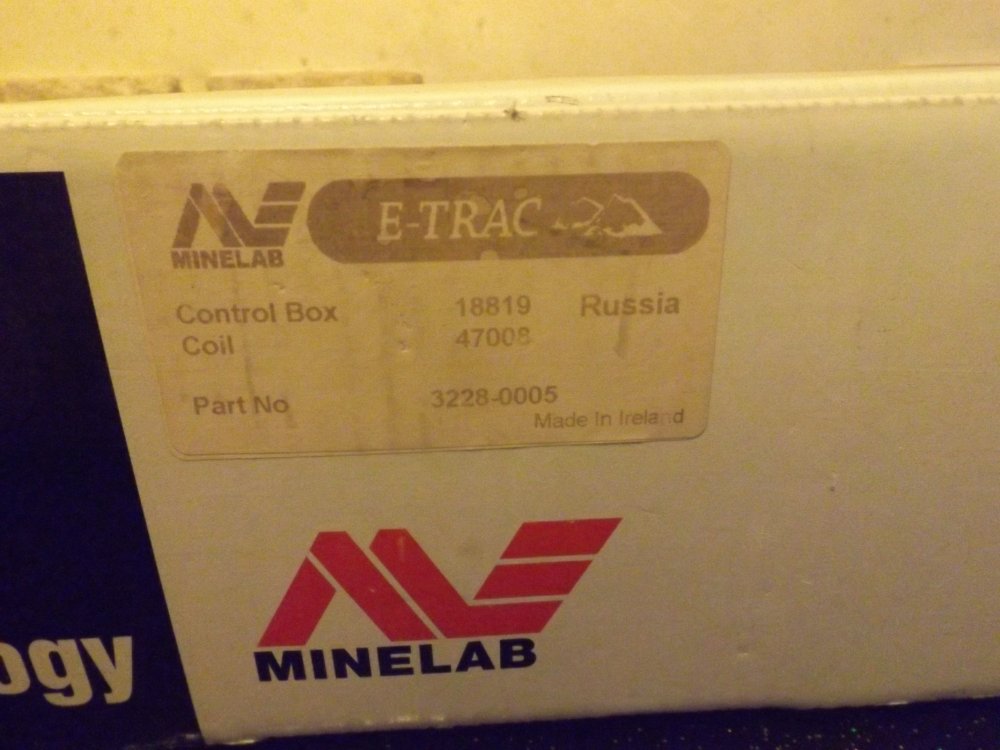 MINELAB
E-TRAC
Control Box 18819 Russia
Coil 47008
Part No 3228-0005
Made In Ireland
MINELAB
ogy